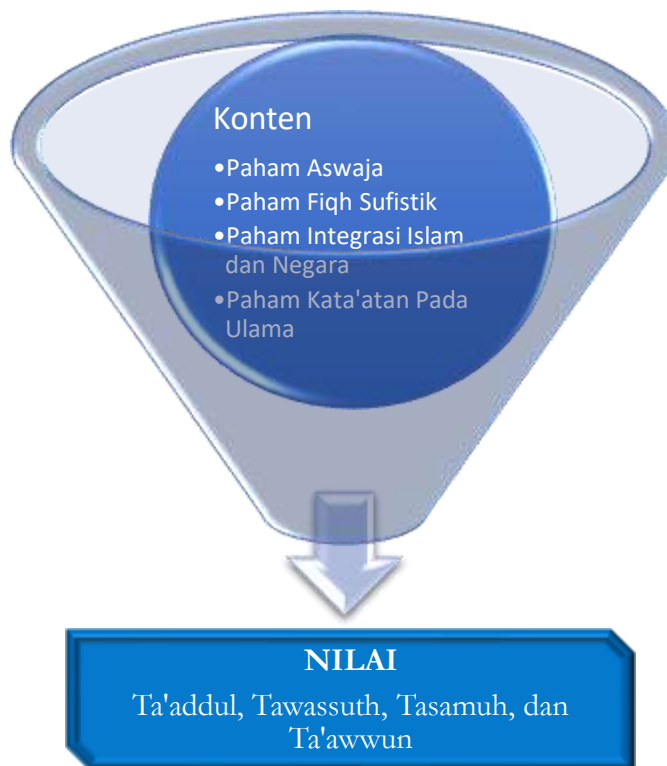 Konten
•Paham Aswaja
•Paham Fiqh Sufistik
•Paham Integrasi Islam
dan Negara
•Paham Kata'atan Pada
Ulama
NILAI
Ta'addul, Tawassuth, Tasamuh, dan
Ta'awwun